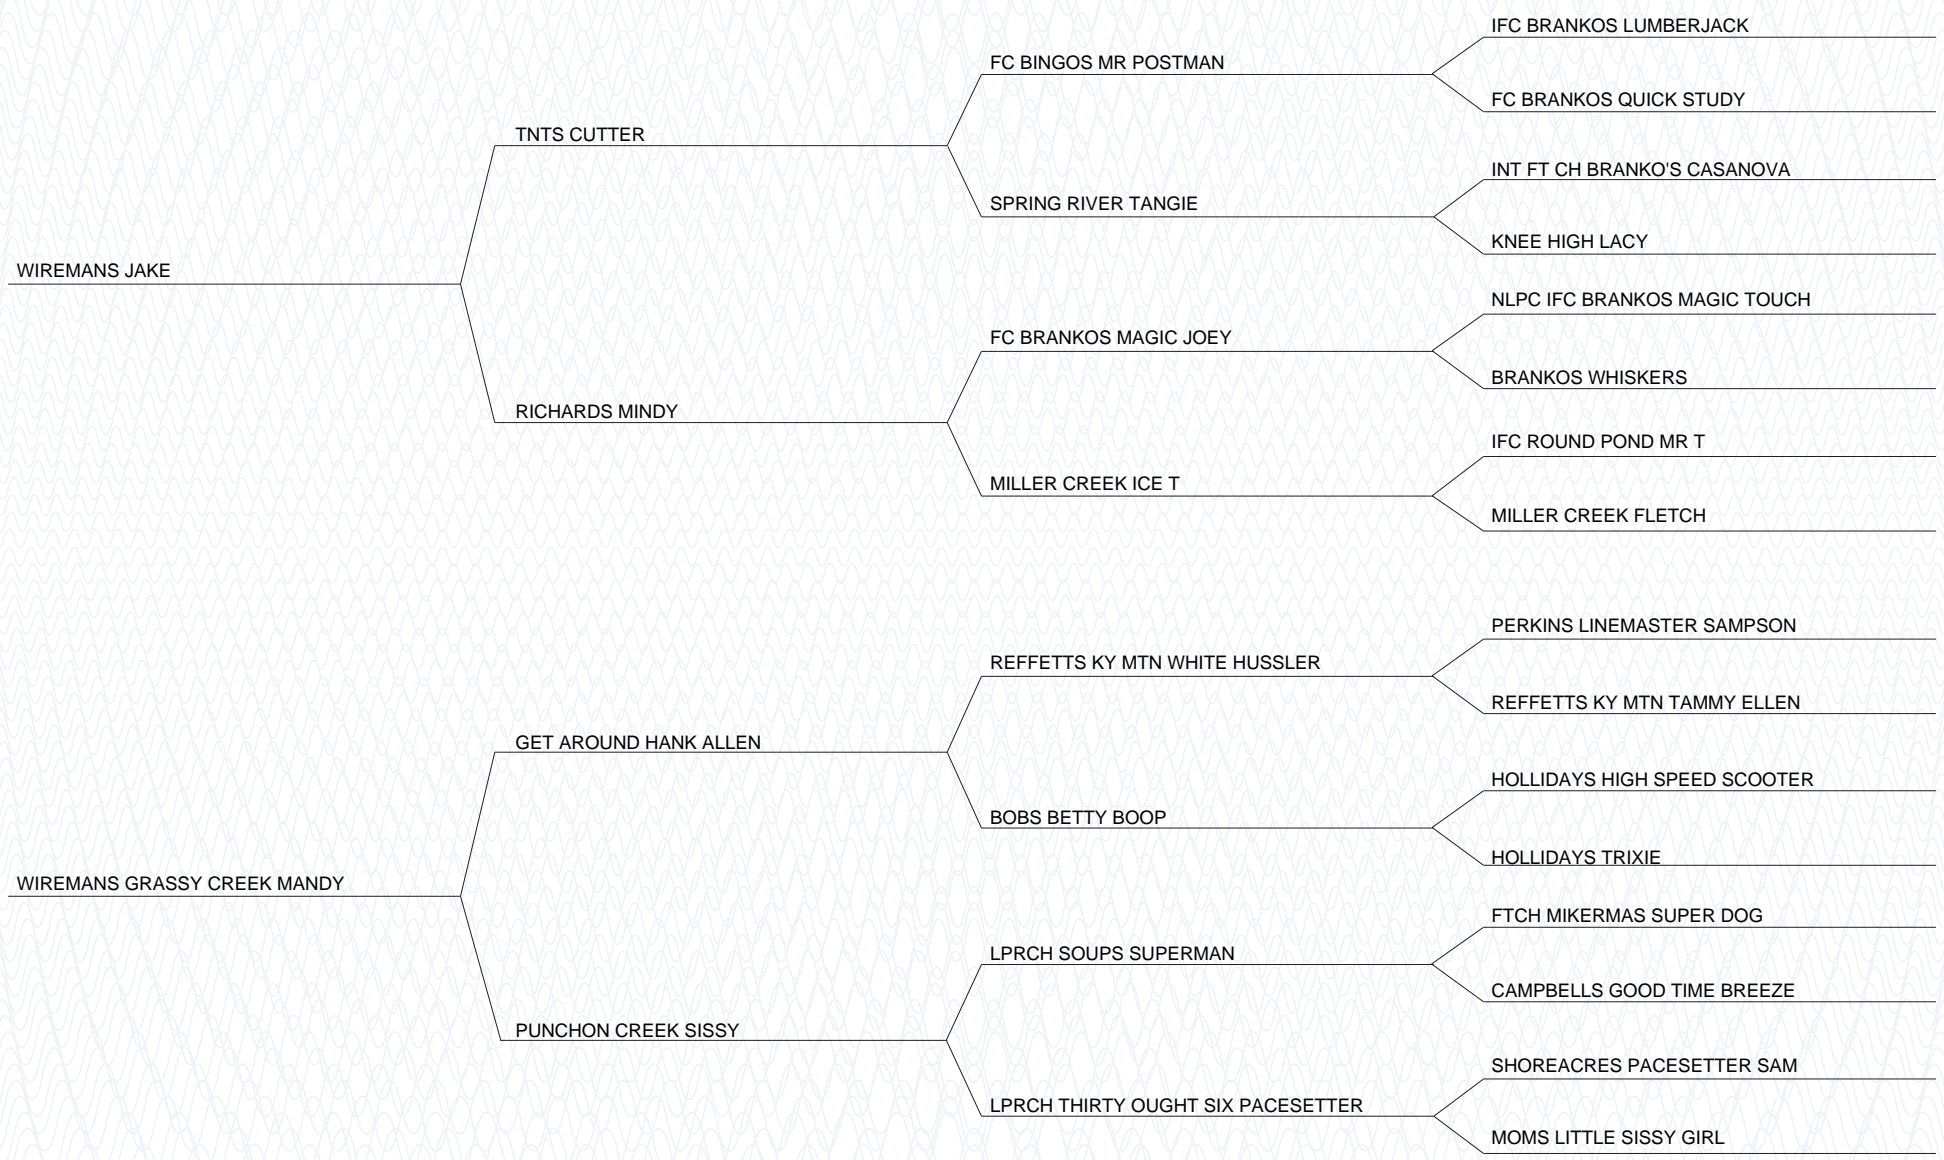 IFC BRANKOS LUMBERJACK
FC BINGOS MR POSTMAN
FC BRANKOS QUICK STUDY
TNTS CUTTER
INT FT CH BRANKO'S CASANOVA
SPRING RIVER TANGIE
KNEE HIGH LACY
WIREMANS JAKE
NLPC IFC BRANKOS MAGIC TOUCH
FC BRANKOS MAGIC JOEY
BRANKOS WHISKERS
RICHARDS MINDY
IFC ROUND POND MR T
MILLER CREEK ICE T
MILLER CREEK FLETCH
PERKINS LINEMASTER SAMPSON
REFFETTS KY MTN WHITE HUSSLER
REFFETTS KY MTN TAMMY ELLEN
GET AROUND HANK ALLEN
HOLLIDAYS HIGH SPEED SCOOTER
BOBS BETTY BOOP
HOLLIDAYS TRIXIE
WIREMANS GRASSY CREEK MANDY
FTCH MIKERMAS SUPER DOG
LPRCH SOUPS SUPERMAN
CAMPBELLS GOOD TIME BREEZE
PUNCHON CREEK SISSY
SHOREACRES PACESETTER SAM
LPRCH THIRTY OUGHT SIX PACESETTER
MOMS LITTLE SISSY GIRL